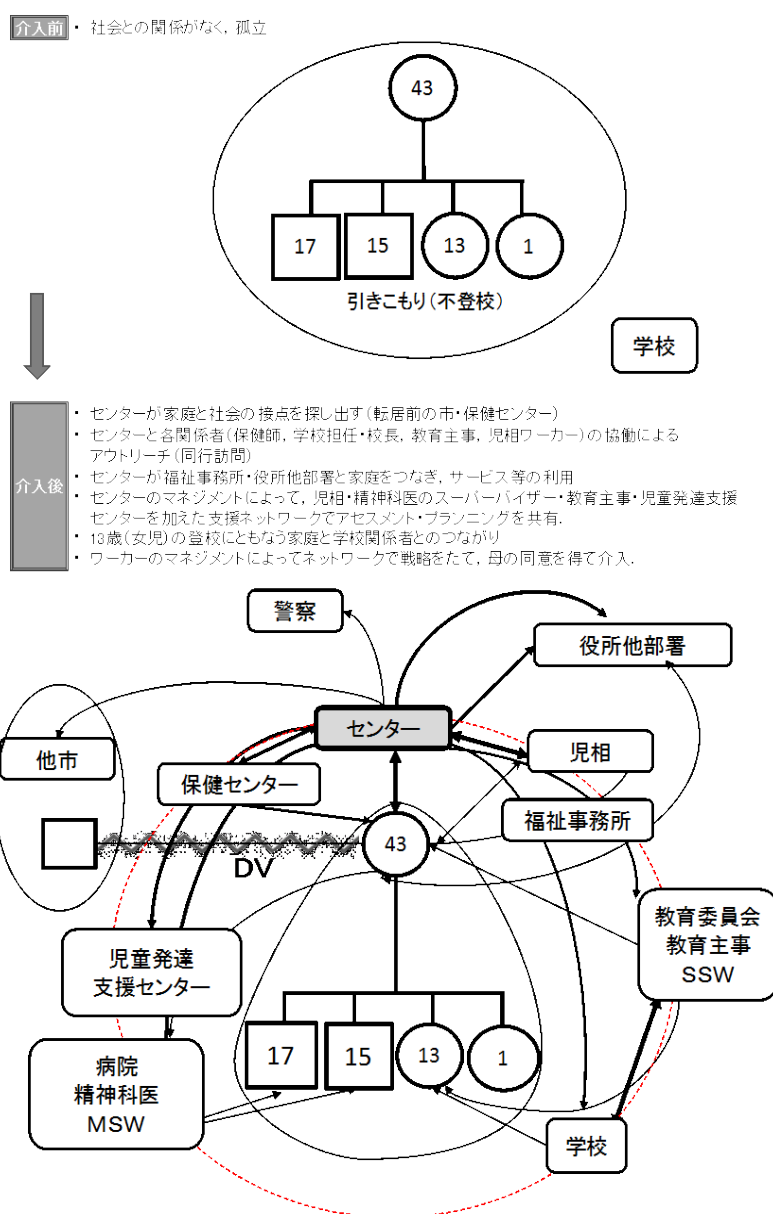 介入前 ・ 社会との関係がなく, 孤立
43
17 15 13 1
引きこもり(不登校)
学校
介入後
・ センターが家庭と社会の接点を探し出す(転居前の市・保健センター)
・ センターと各関係者(保健師, 学校担任・校長, 教育主事, 児相ワーカー)の協働による
アウトリーチ(同行訪問)
・ センターが福祉事務所・役所他部署と家庭をつなぎ, サービス等の利用
・ センターのマネジメントによって, 児相・精神科医のスーパーバイザー・教育主事・児童発達支援
センターを加えた支援ネットワークでアセスメント・プランニングを共有.
・ 13歳(女児)の登校にともなう家庭と学校関係者とのつながり
・ ワーカーのマネジメントによってネットワークで戦略をたて, 母の同意を得て介入.
警察
役所他部署
センター
他市
児相
保健センター
福祉事務所
43
DV
教育委員会
教育主事
SSW
児童発達
支援センター
17 15 13 1
病院
精神科医
MSW
学校